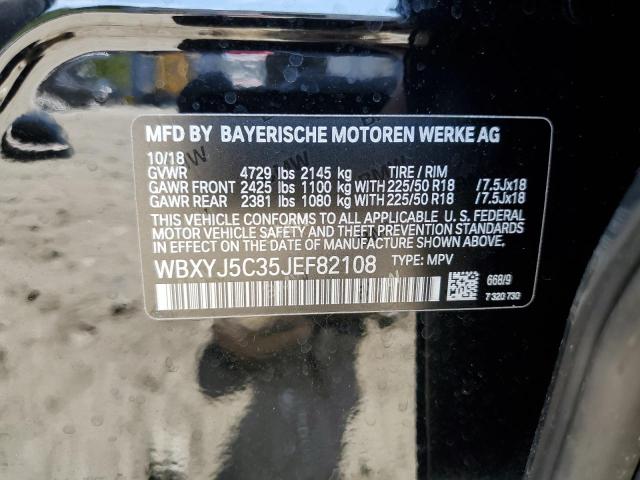 MFD BY BAYERISCHE MOTOREN WERKE AG
10/18
GVWR 4729 lbs 2145 kg TIRE / RIM
GAWR FRONT 2425 lbs 1100 kg WITH 225/50 R18 / 7.5Jx18
GAWR REAR 2381 lbs 1080 kg WITH 225/50 R18 / 7.5Jx18
THIS VEHICLE CONFORMS TO ALL APPLICABLE U. S. FEDERAL
MOTOR VEHICLE SAFETY, BUMPER, AND THEFT PREVENTION
STANDARDS IN EFFECT ON THE DATE OF MANUFACTURE SHOWN ABOVE.
WBXYJ5C35JEF82108 TYPE: MPV
668/9
7 320 730